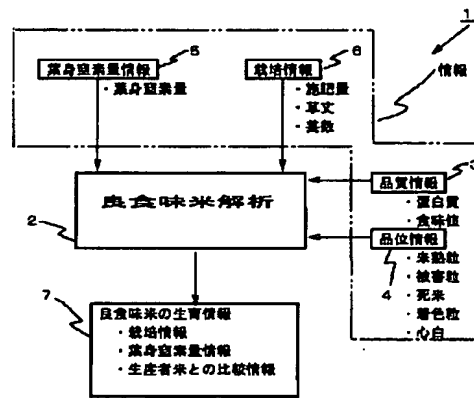 1
情報
5
葉身窒素量情報
・葉身窒素量
6
栽培情報
・施肥量
・草丈
・茎数
良食味米解析
2
3
品質情報
・蛋白質
・食味値
品位情報
4
・未熟粒
・被害粒
・死米
・着色粒
・心白
7
良食味米の生育情報
・栽培情報
・葉身窒素量情報
・生産者米との比較情報